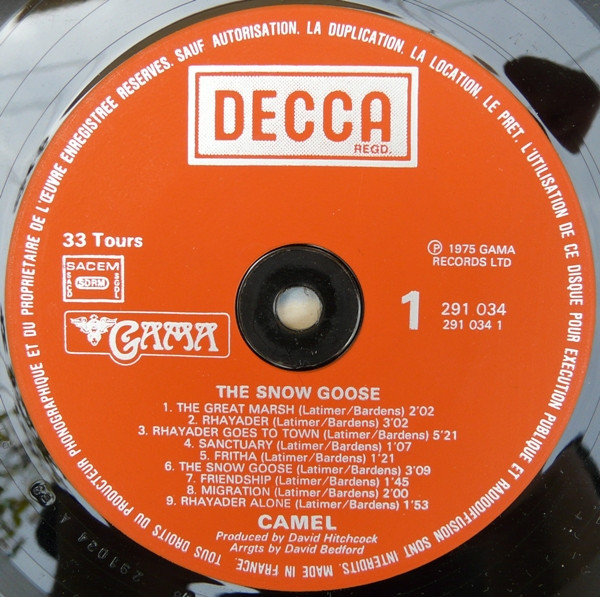 TOUS DROITS DU PRODUCTEUR PHONOGRAPHIQUE ET DU PROPRIETAIRE DE L'ŒUVRE ENREGISTREE RESERVES. SAUF AUTORISATION. LA DUPLICATION. LA LOCATION. LE PRET. L'UTILISATION DE CE DISQUE POUR EXECUTION PUBLIQUE ET RADIODIFFUSION SONT INTERDITS. MADE IN FRANCE.
DECCA
REGD.
33 Tours
SACEM
SACD
SDRM
SGDL
GAMA
Ⓟ 1975 GAMA
RECORDS LTD
1
291 034
291 034 1
THE SNOW GOOSE
1. THE GREAT MARSH (Latimer/Bardens) 2'02
2. RHAYADER (Latimer/Bardens) 3'02
3. RHAYADER GOES TO TOWN (Latimer/Bardens) 5'21
4. SANCTUARY (Latimer/Bardens) 1'07
5. FRITHA (Latimer/Bardens) 1'21
6. THE SNOW GOOSE (Latimer/Bardens) 3'09
7. FRIENDSHIP (Latimer/Bardens) 1'45
8. MIGRATION (Latimer/Bardens) 2'00
9. RHAYADER ALONE (Latimer/Bardens) 1'53
CAMEL
Produced by David Hitchcock
Arrgts by David Bedford
291034 A